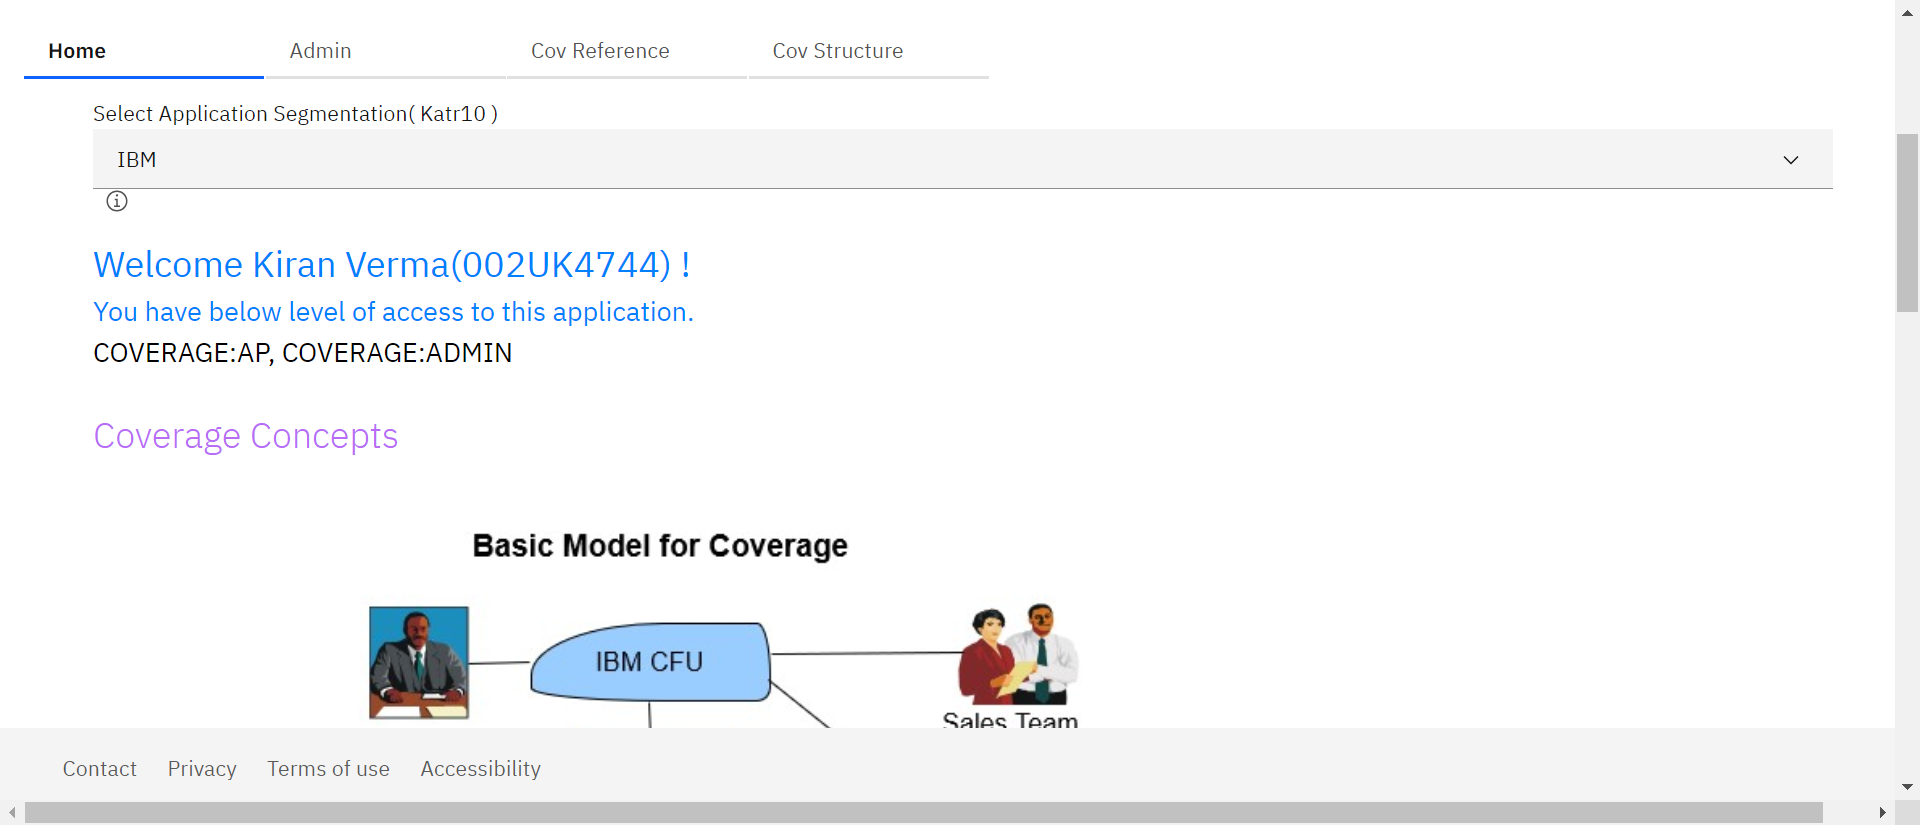 Home Admin Cov Reference Cov Structure
Select Application Segmentation( Katr10 )
IBM
Welcome Kiran Verma(002UK4744) !
You have below level of access to this application.
COVERAGE:AP, COVERAGE:ADMIN
Coverage Concepts
Basic Model for Coverage
IBM CFU
Sales Team
Contact Privacy Terms of use Accessibility